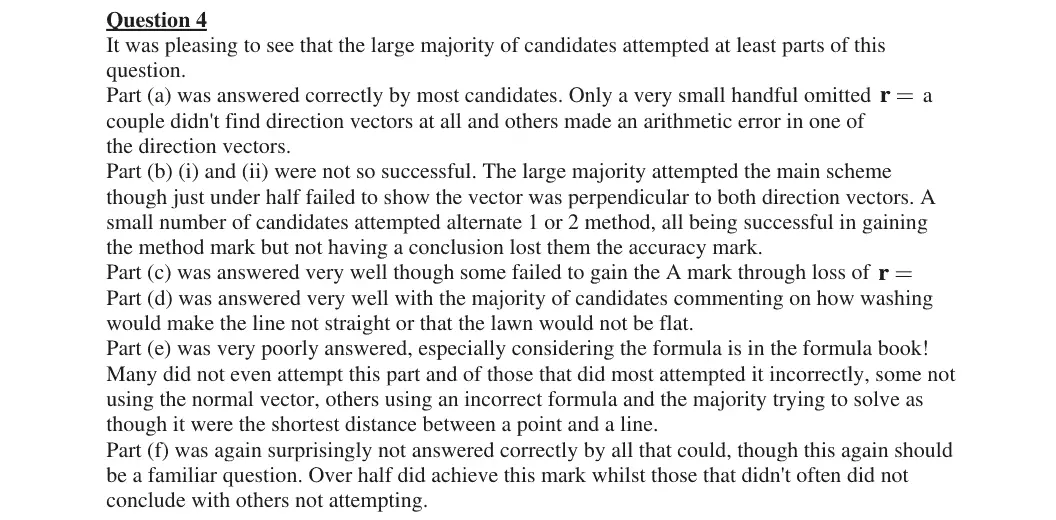 Question 4
It was pleasing to see that the large majority of candidates attempted at least parts of this
question.
Part (a) was answered correctly by most candidates. Only a very small handful omitted r = a
couple didn't find direction vectors at all and others made an arithmetic error in one of
the direction vectors.
Part (b) (i) and (ii) were not so successful. The large majority attempted the main scheme
though just under half failed to show the vector was perpendicular to both direction vectors. A
small number of candidates attempted alternate 1 or 2 method, all being successful in gaining
the method mark but not having a conclusion lost them the accuracy mark.
Part (c) was answered very well though some failed to gain the A mark through loss of r =
Part (d) was answered very well with the majority of candidates commenting on how washing
would make the line not straight or that the lawn would not be flat.
Part (e) was very poorly answered, especially considering the formula is in the formula book!
Many did not even attempt this part and of those that did most attempted it incorrectly, some not
using the normal vector, others using an incorrect formula and the majority trying to solve as
though it were the shortest distance between a point and a line.
Part (f) was again surprisingly not answered correctly by all that could, though this again should
be a familiar question. Over half did achieve this mark whilst those that didn't often did not
conclude with others not attempting.